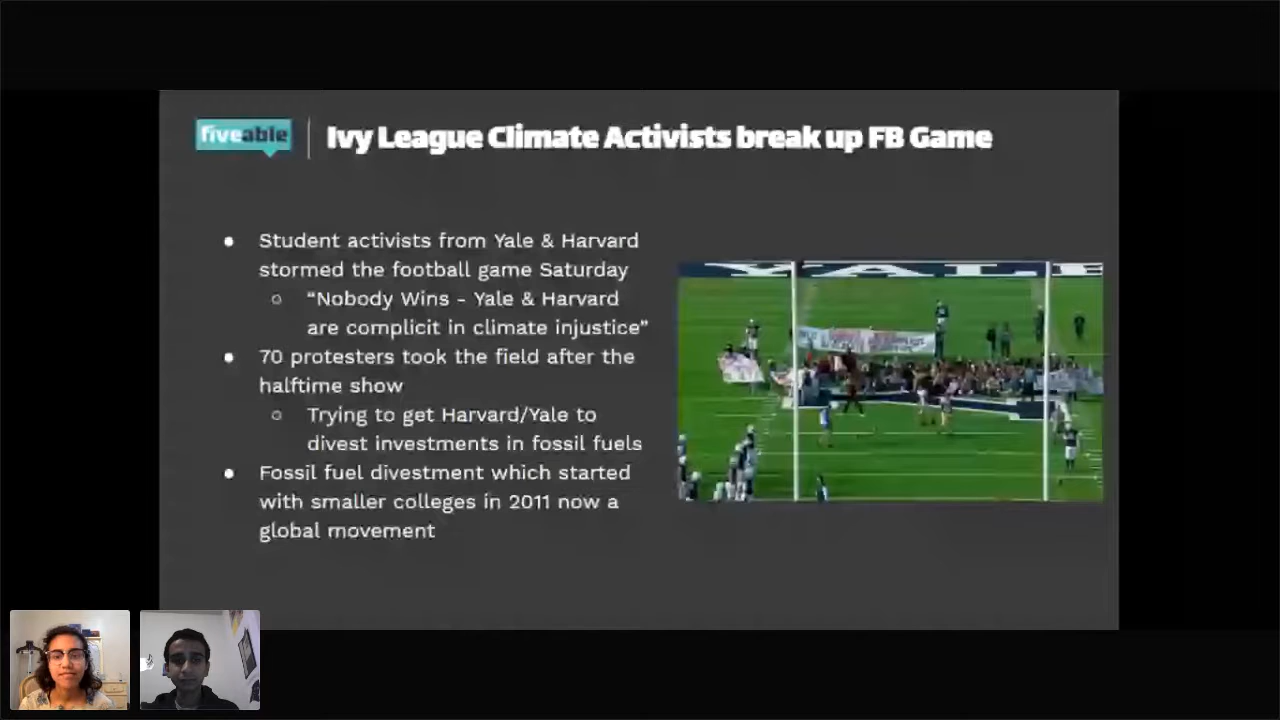 fiveable
Ivy League Climate Activists break up FB Game
● Student activists from Yale & Harvard
stormed the football game Saturday
○ “Nobody Wins - Yale & Harvard
are complicit in climate injustice”
● 70 protesters took the field after the
halftime show
○ Trying to get Harvard/Yale to
divest investments in fossil fuels
● Fossil fuel divestment which started
with smaller colleges in 2011 now a
global movement
YALE